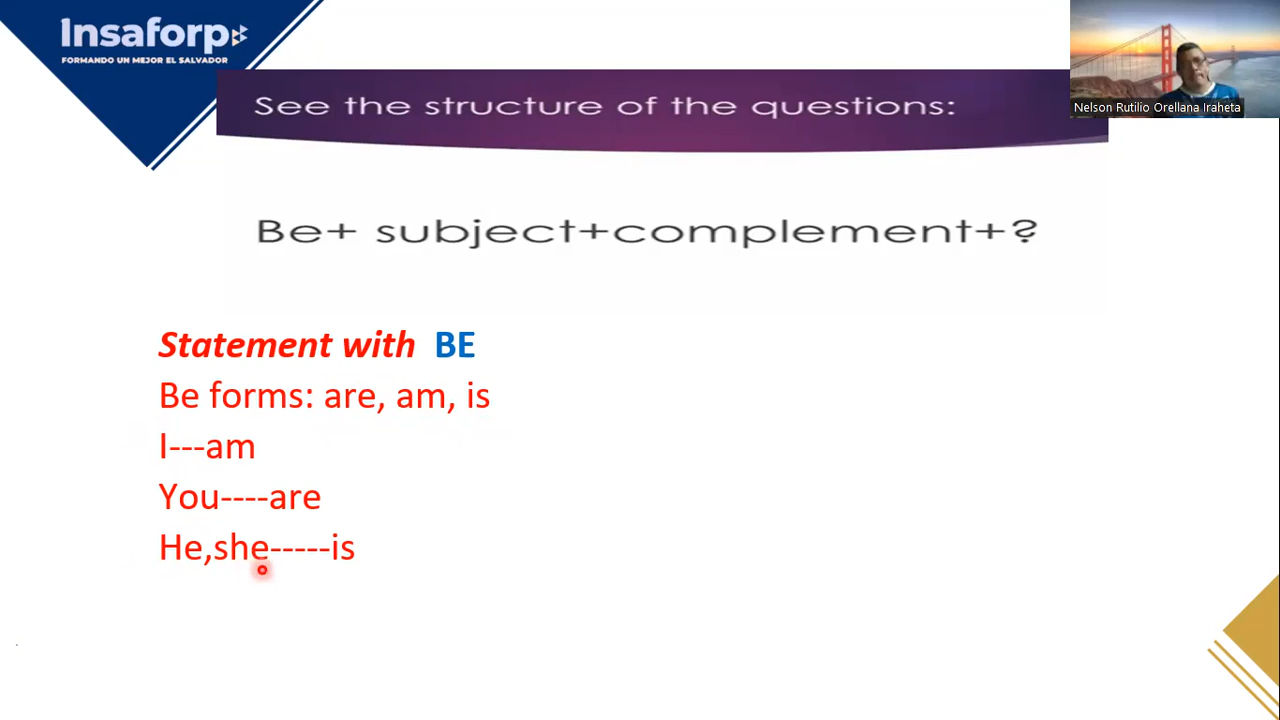 Insaforp
FORMANDO UN MEJOR EL SALVADOR
See the structure of the questions:
Nelson Rutilio Orellana Iraheta
Be+ subject+complement+?
Statement with BE
Be forms: are, am, is
I---am
You----are
He,she-----is